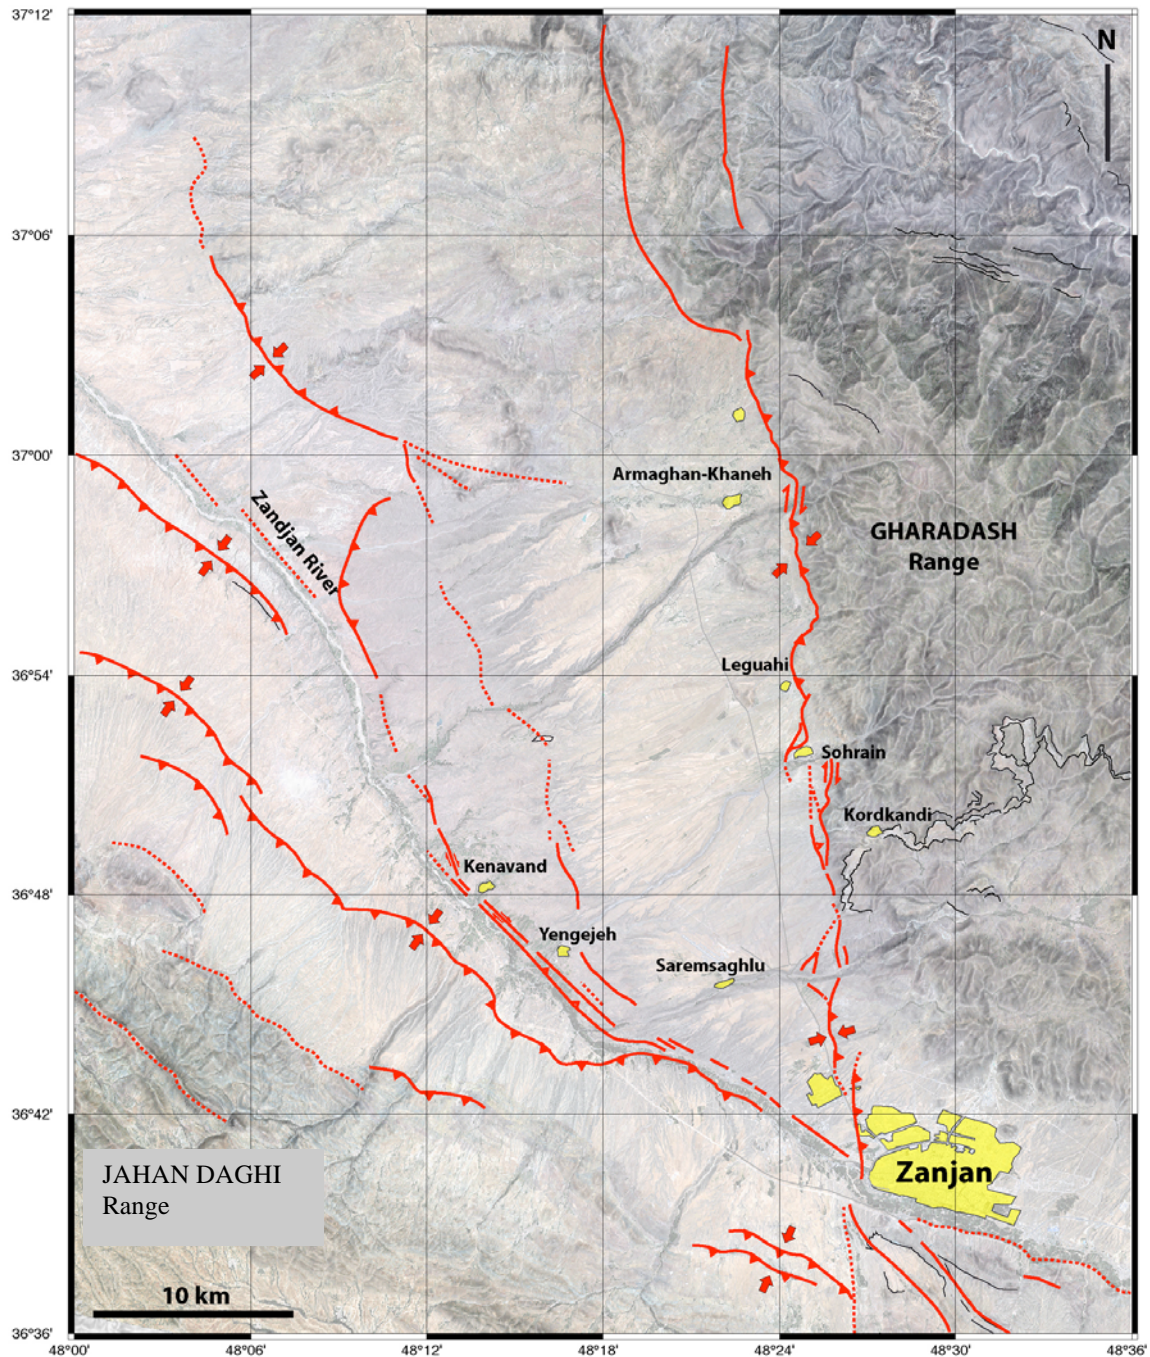 37°12'
N
37°06'
37°00'
Armaghan-Khaneh
Zandjan River
GHARADASH
Range
Leguahi
36°54'
Sohrain
Kordkandi
Kenavand
36°48'
Yengejeh
Saremsaghlu
36°42'
Zanjan
JAHAN DAGHI
Range
10 km
36°36'
48°00' 48°06' 48°12' 48°18' 48°24' 48°30' 48°36'